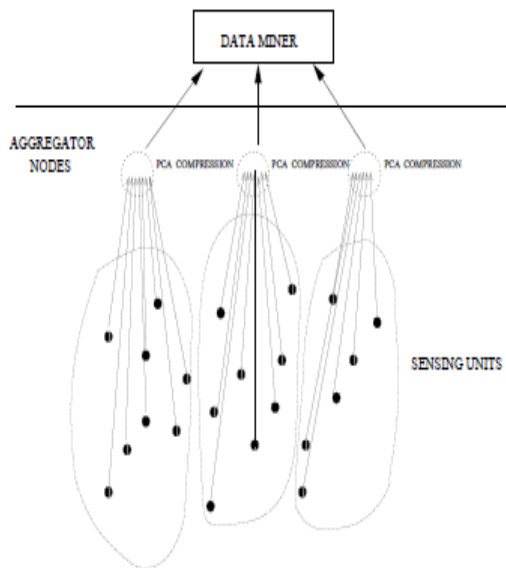 DATA MINER
AGGREGATOR
NODES
PCA COMPRESSION
PCA COMPRESSION
PCA COMPRESSION
SENSING UNITS